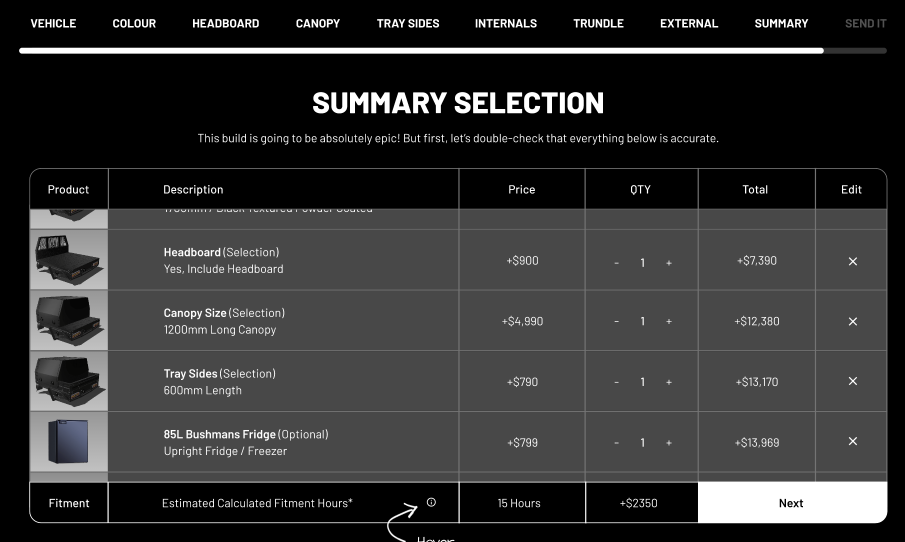 VEHICLE COLOUR HEADBOARD CANOPY TRAY SIDES INTERNALS TRUNDLE EXTERNAL SUMMARY SEND IT
SUMMARY SELECTION
This build is going to be absolutely epic! But first, let's double-check that everything below is accurate.
Product Description Price QTY Total Edit
1700mm / Black Textured Powder Coated
Headboard (Selection)
Yes, Include Headboard
+$900 - 1 + +$7,390 ×
Canopy Size (Selection)
1200mm Long Canopy
+$4,990 - 1 + +$12,380 ×
Tray Sides (Selection)
600mm Length
+$790 - 1 + +$13,170 ×
85L Bushmans Fridge (Optional)
Upright Fridge / Freezer
+$799 - 1 + +$13,969 ×
Fitment Estimated Calculated Fitment Hours* 15 Hours +$2350 Next
Hover